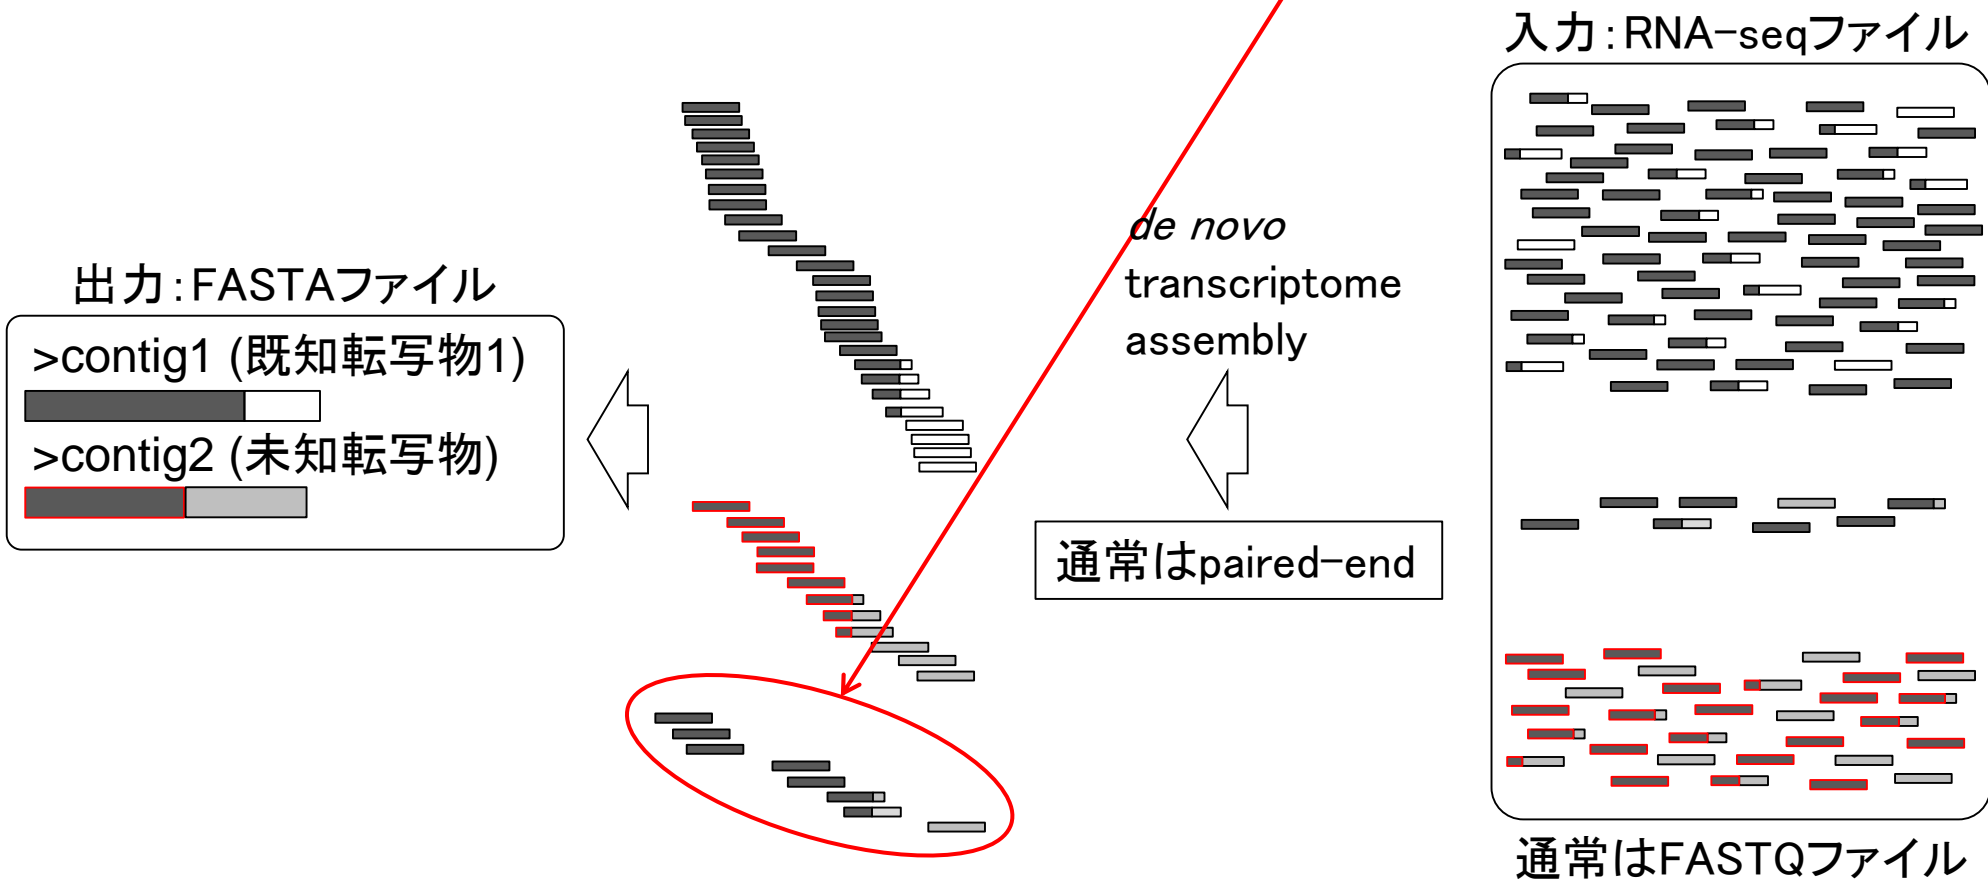 入力：RNA-seqファイル
de novo
transcriptome
assembly
通常はpaired-end
出力：FASTAファイル
>contig1 (既知転写物1)
>contig2 (未知転写物)
通常はFASTQファイル